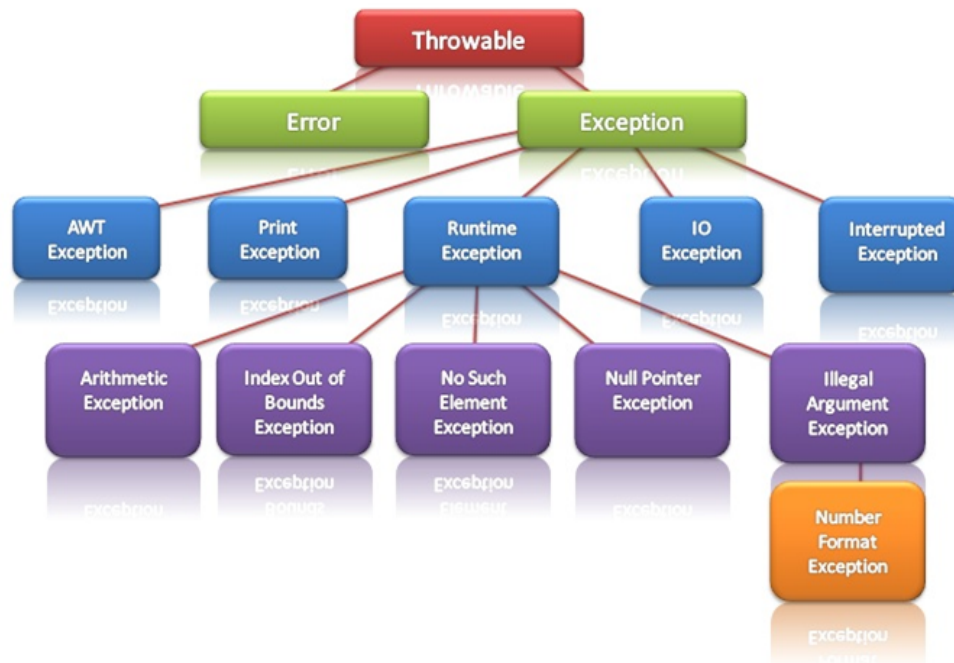 Throwable
Error
Exception
AWT
Exception
Print
Exception
Runtime
Exception
IO
Exception
Interrupted
Exception
Arithmetic
Exception
Index Out of
Bounds
Exception
No Such
Element
Exception
Null Pointer
Exception
Illegal
Argument
Exception
Number
Format
Exception